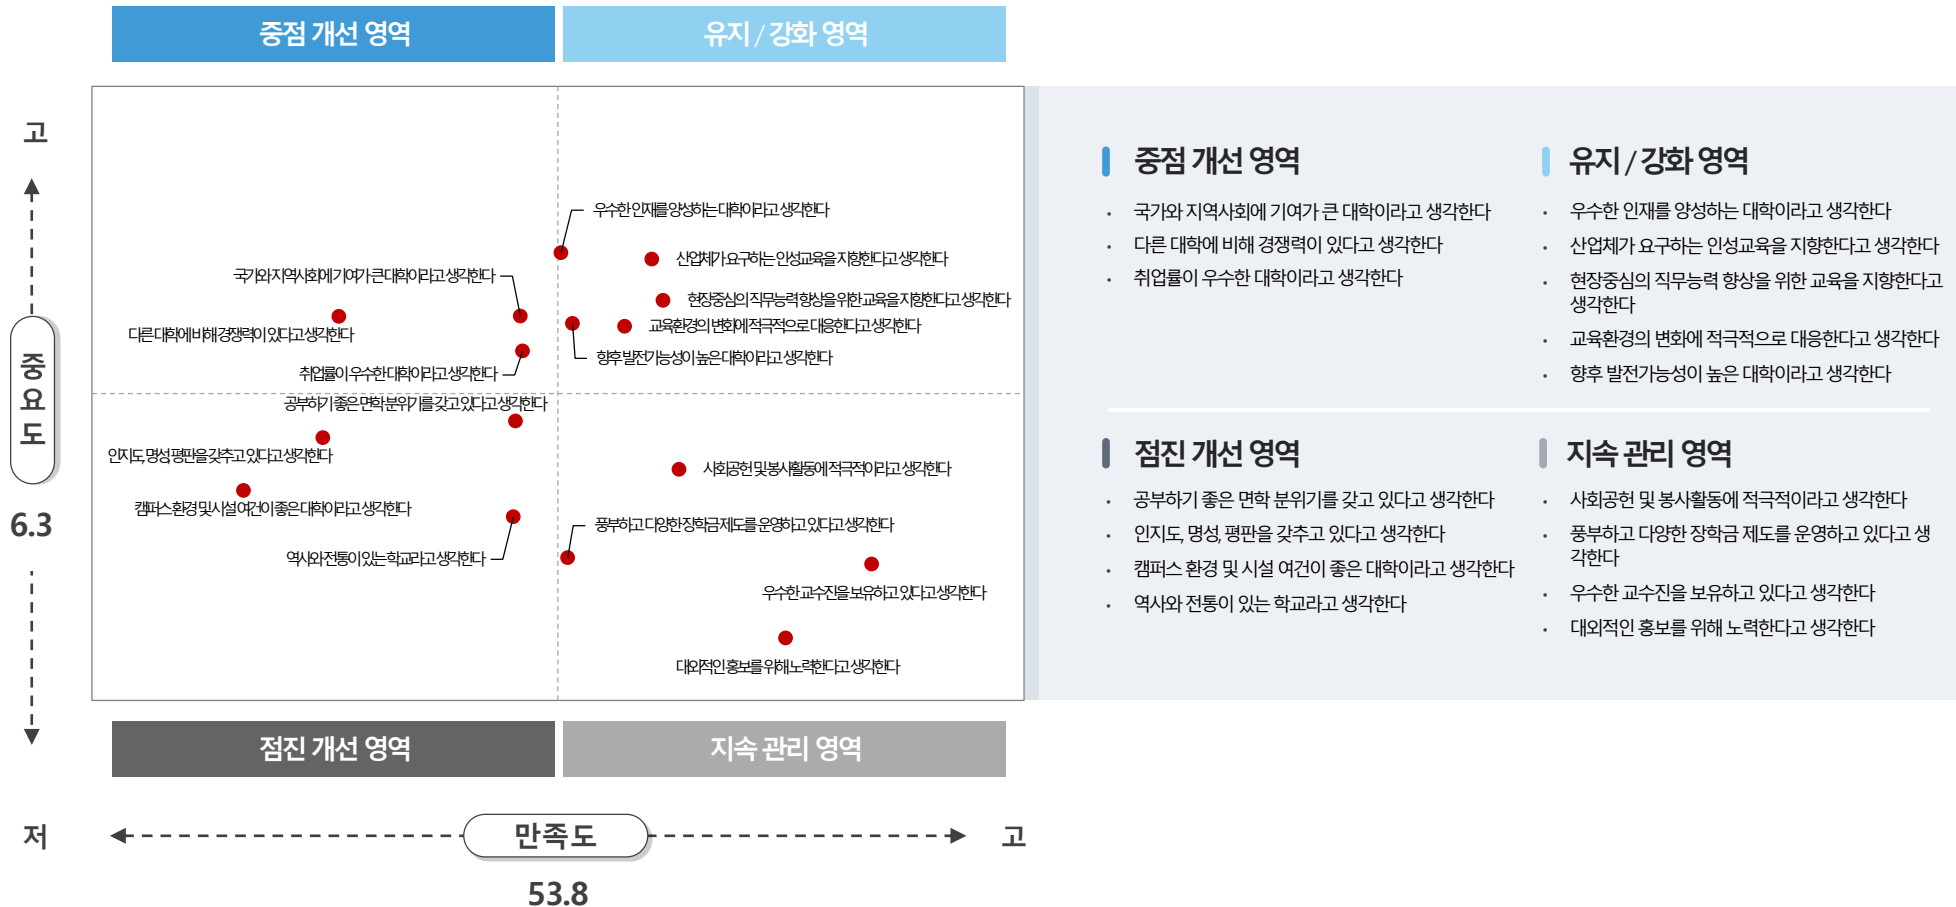 중점 개선 영역
유지 / 강화 영역
고
중요도
6.3
저
우수한 인재를 양성하는 대학이라고 생각한다
산업체가 요구하는 인성교육을 지향한다고 생각한다
국가와 지역사회에 기여가 큰 대학이라고 생각한다
현장중심의 직무능력 향상을 위한 교육을 지향한다고 생각한다
다른 대학에 비해 경쟁력이 있다고 생각한다
교육환경의 변화에 적극적으로 대응한다고 생각한다
향후 발전가능성이 높은 대학이라고 생각한다
취업률이 우수한 대학이라고 생각한다
공부하기 좋은 면학 분위기를 갖고 있다고 생각한다
인지도, 명성, 평판을 갖추고 있다고 생각한다
사회공헌 및 봉사활동에 적극적이라고 생각한다
캠퍼스 환경 및 시설 여건이 좋은 대학이라고 생각한다
풍부하고 다양한 장학금 제도를 운영하고 있다고 생각한다
역사와 전통이 있는 학교라고 생각한다
우수한 교수진을 보유하고 있다고 생각한다
대외적인 홍보를 위해 노력한다고 생각한다
점진 개선 영역
지속 관리 영역
만족도
고
53.8
중점 개선 영역
· 국가와 지역사회에 기여가 큰 대학이라고 생각한다
· 다른 대학에 비해 경쟁력이 있다고 생각한다
· 취업률이 우수한 대학이라고 생각한다
유지 / 강화 영역
· 우수한 인재를 양성하는 대학이라고 생각한다
· 산업체가 요구하는 인성교육을 지향한다고 생각한다
· 현장중심의 직무능력 향상을 위한 교육을 지향한다고
생각한다
· 교육환경의 변화에 적극적으로 대응한다고 생각한다
· 향후 발전가능성이 높은 대학이라고 생각한다
점진 개선 영역
· 공부하기 좋은 면학 분위기를 갖고 있다고 생각한다
· 인지도, 명성, 평판을 갖추고 있다고 생각한다
· 캠퍼스 환경 및 시설 여건이 좋은 대학이라고 생각한다
· 역사와 전통이 있는 학교라고 생각한다
지속 관리 영역
· 사회공헌 및 봉사활동에 적극적이라고 생각한다
· 풍부하고 다양한 장학금 제도를 운영하고 있다고 생
각한다
· 우수한 교수진을 보유하고 있다고 생각한다
· 대외적인 홍보를 위해 노력한다고 생각한다